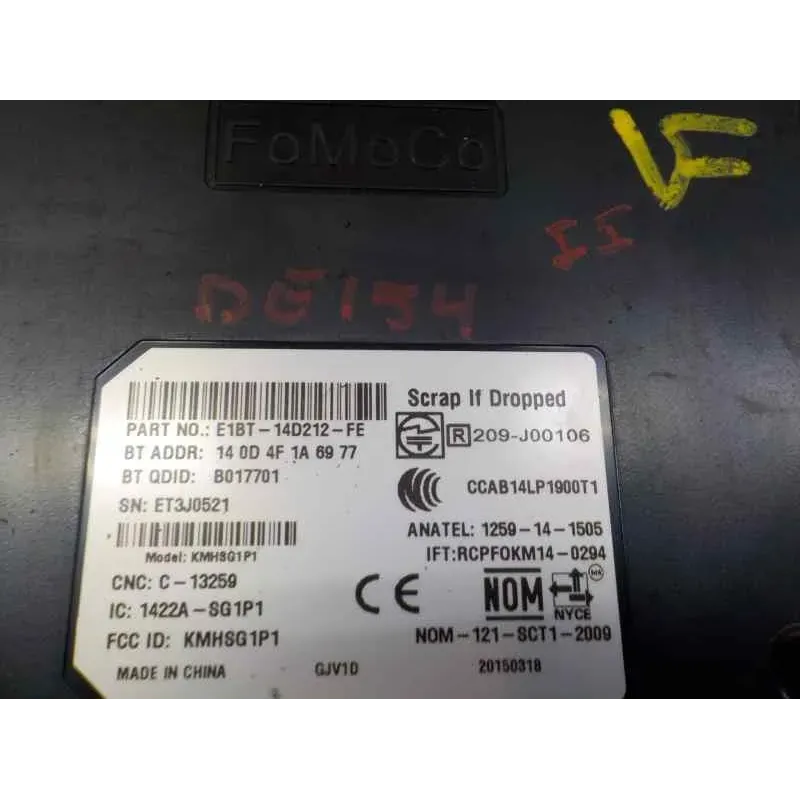 FoMoCo
VF
II
DE194
Scrap If Dropped
PART NO.: E1BT-14D212-FE
R 209-J00106
BT ADDR: 14 0D 4F 1A 69 77
BT QDID: B017701
CCAB14LP1900T1
SN: ET3J0521
ANATEL: 1259-14-1505
Model: KMHSG1P1
IFT:RCPFOKM14-0294
CNC: C-13259
CE
NOM
NYCE
IC: 1422A-SG1P1
FCC ID: KMHSG1P1
NOM-121-SCT1-2009
MADE IN CHINA
GJV1D
20150318